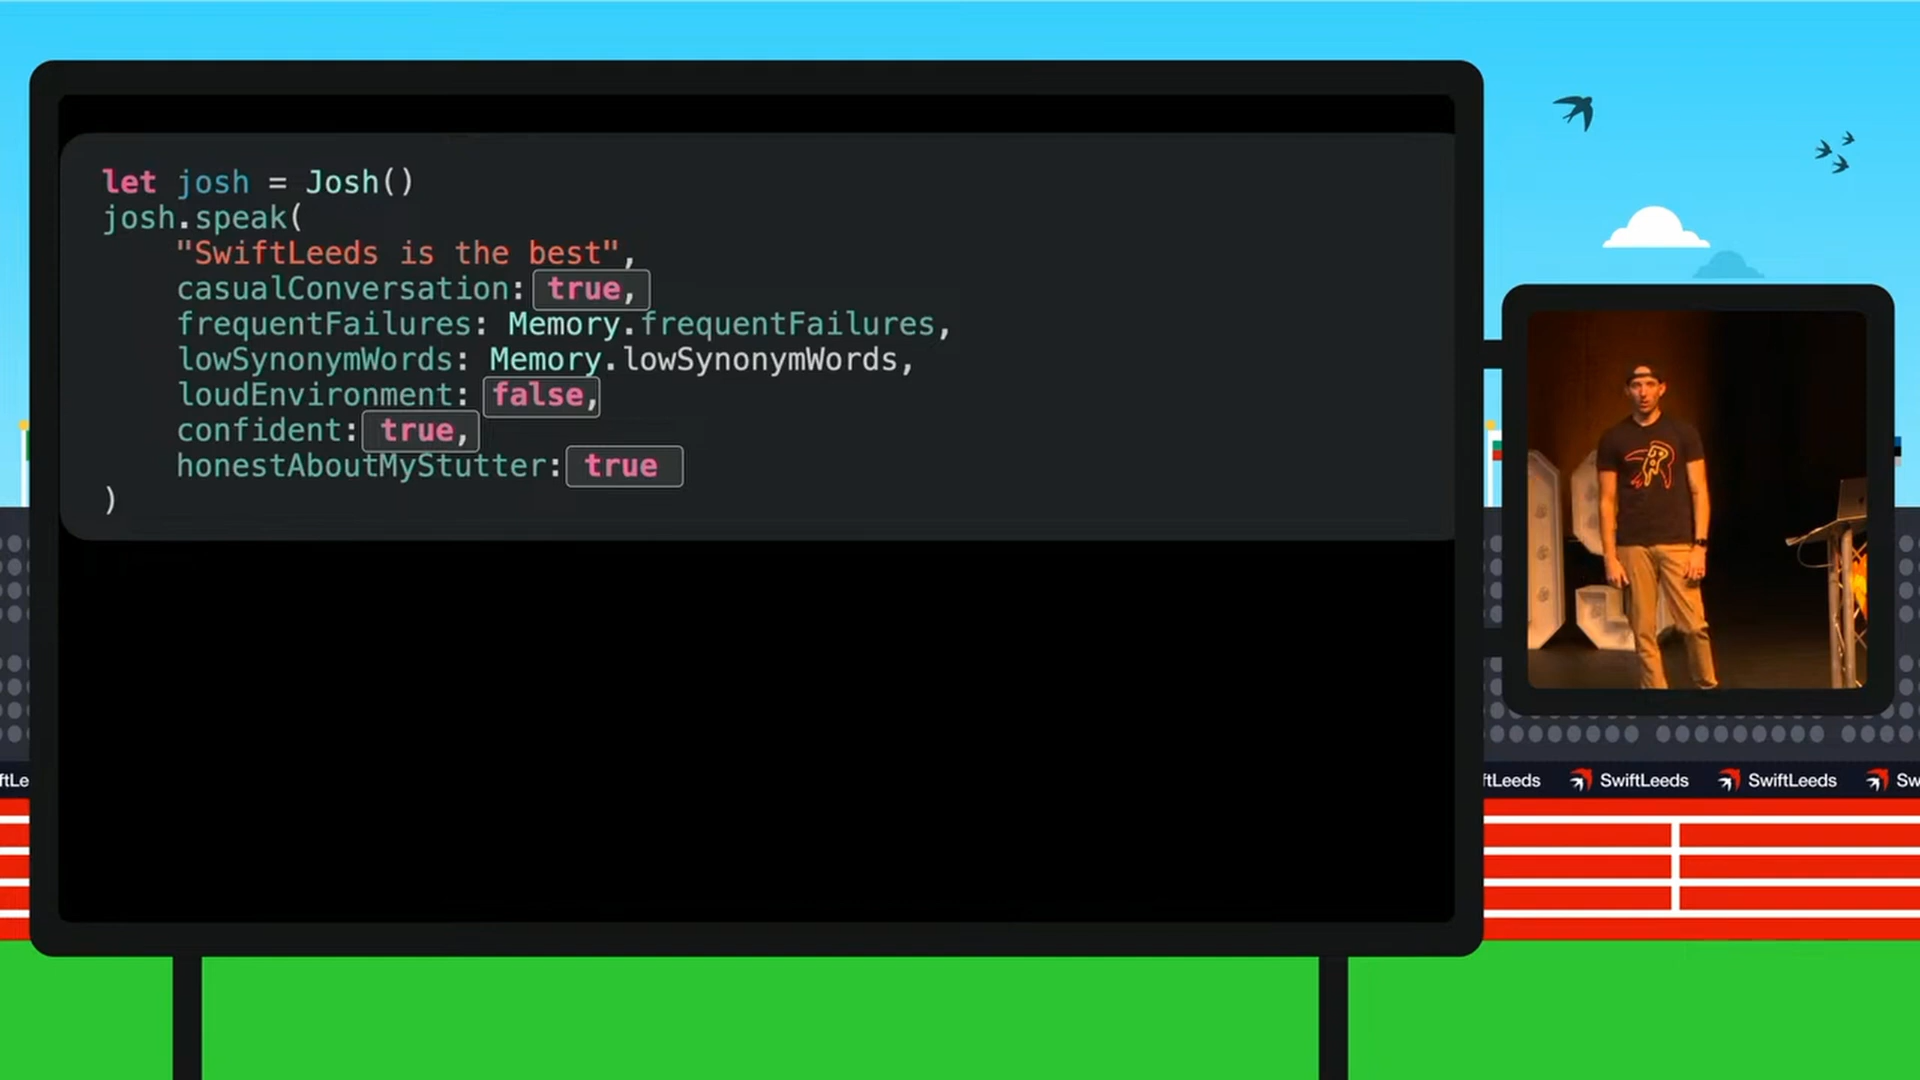 let josh = Josh()
josh.speak(
"SwiftLeeds is the best",
casualConversation: true,
frequentFailures: Memory.frequentFailures,
lowSynonymWords: Memory.lowSynonymWords,
loudEnvironment: false,
confident: true,
honestAboutMyStutter: true
)
ftLe
ftLeeds SwiftLeeds SwiftLeeds Sw